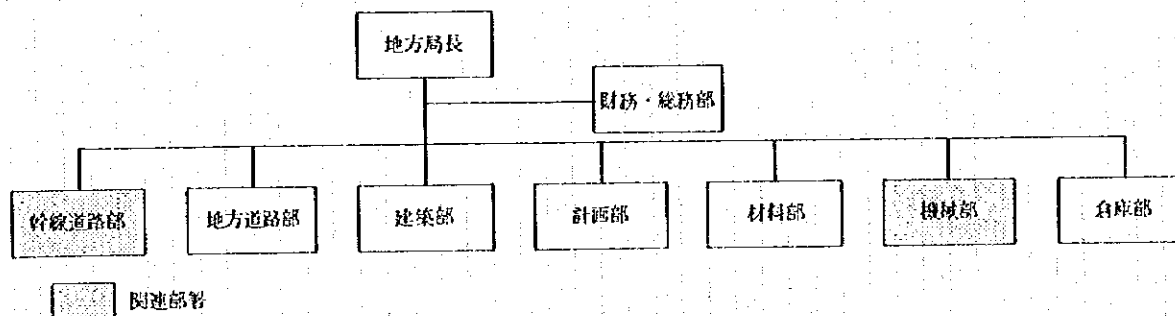 地方局長
財務・総務部
幹線道路部
地方道路部
建築部
計画部
材料部
機械部
倉庫部
関連部署